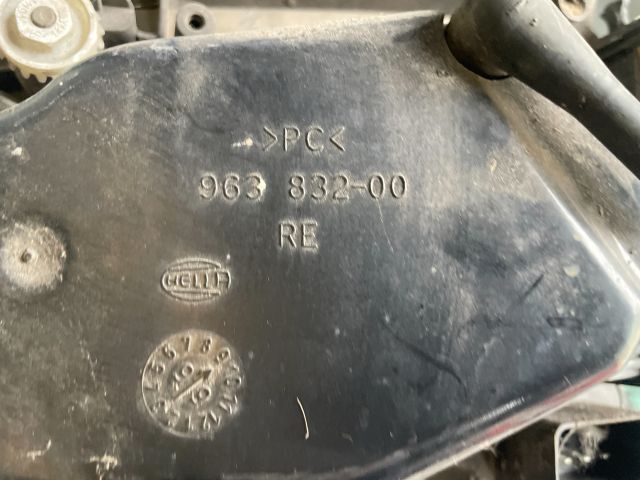 >PC<
963 832-00
RE
HELLA